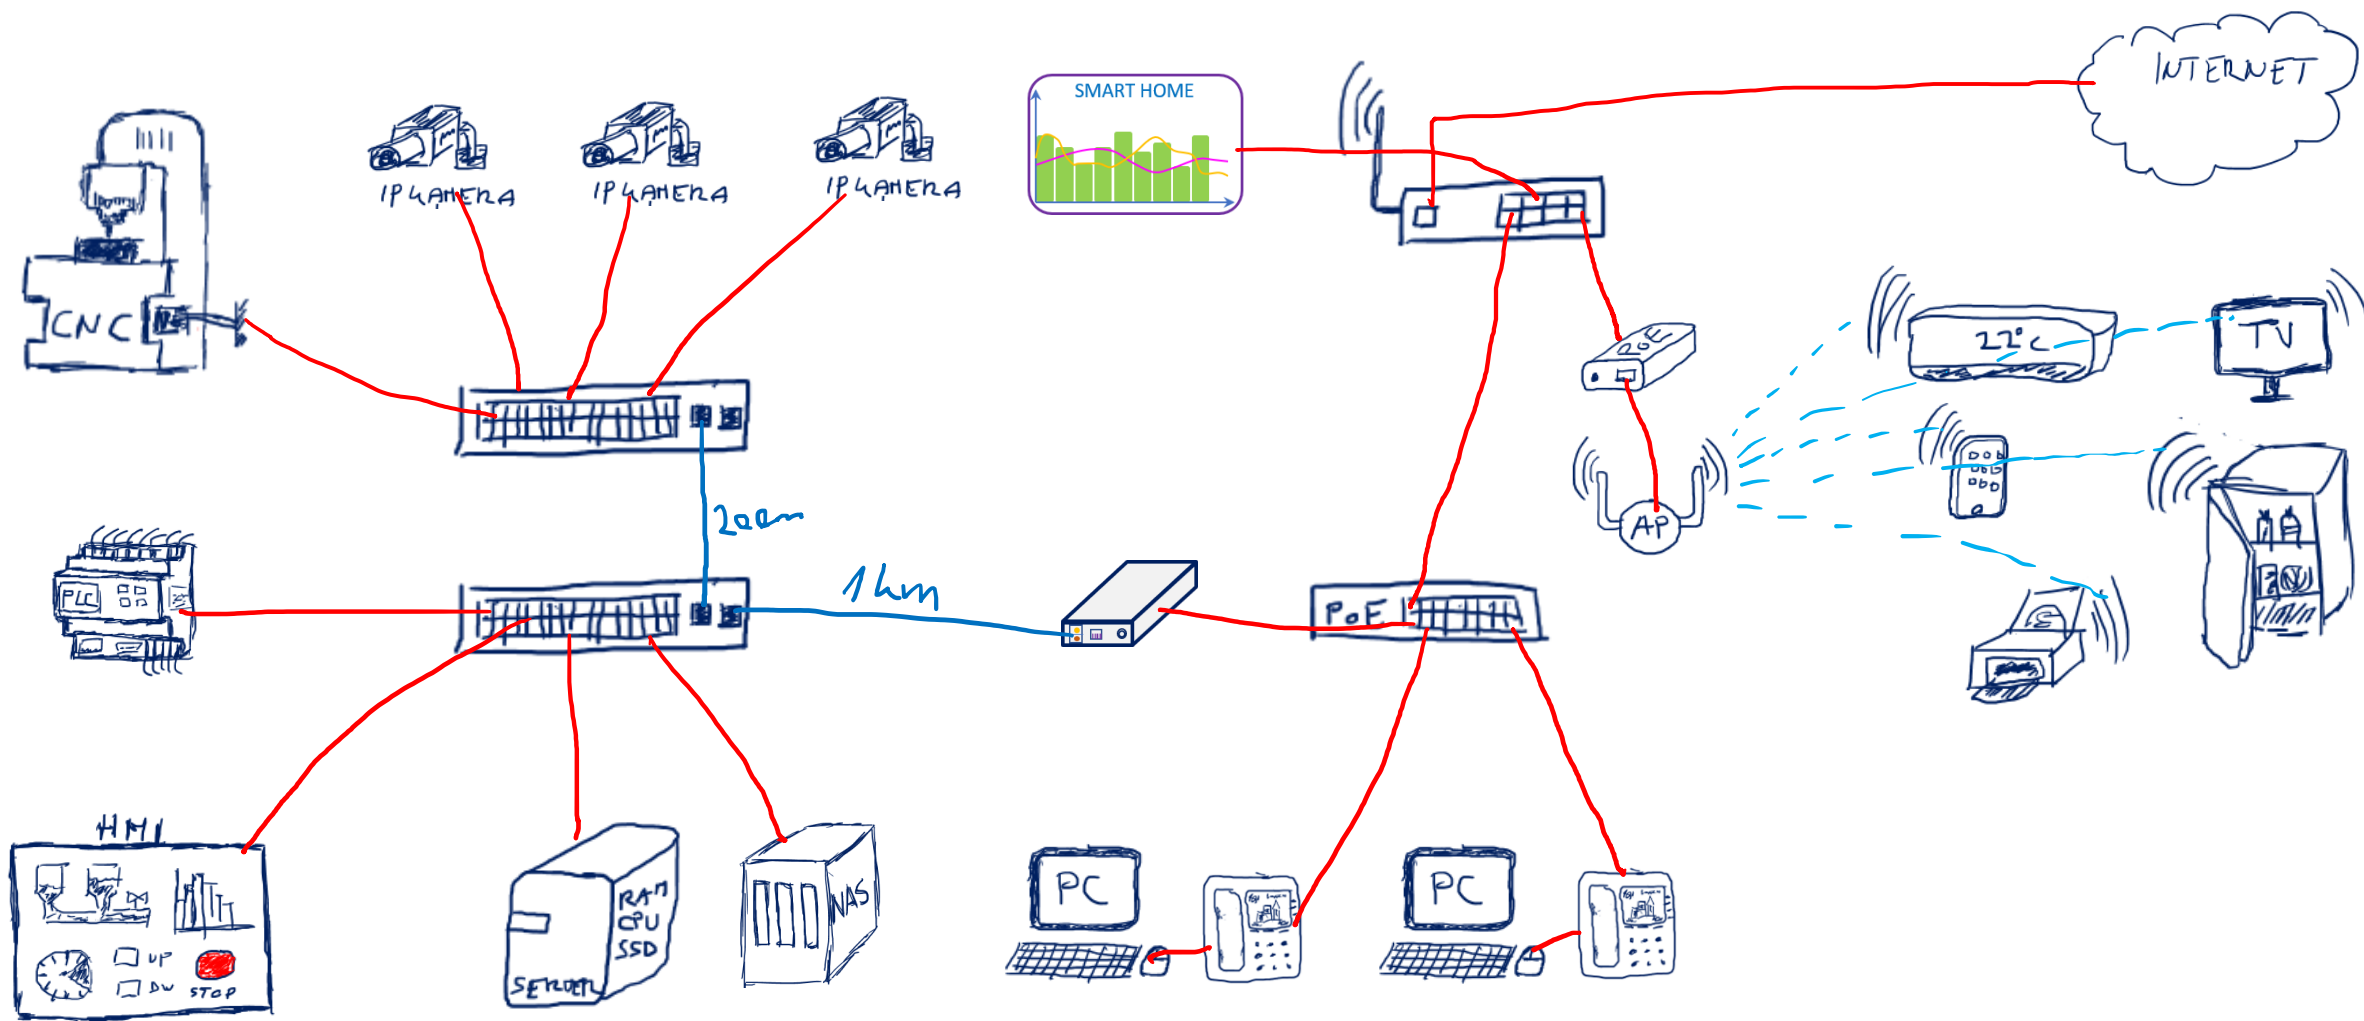 INTERNET
SMART HOME
IP KAMERA
IP KAMERA
IP KAMERA
CNC
PoE
22°C
TV
AP
200m
PLC
1km
PoE
HMI
UP
DW
STOP
RAM
CPU
SSD
SERVER
NAS
PC
PC